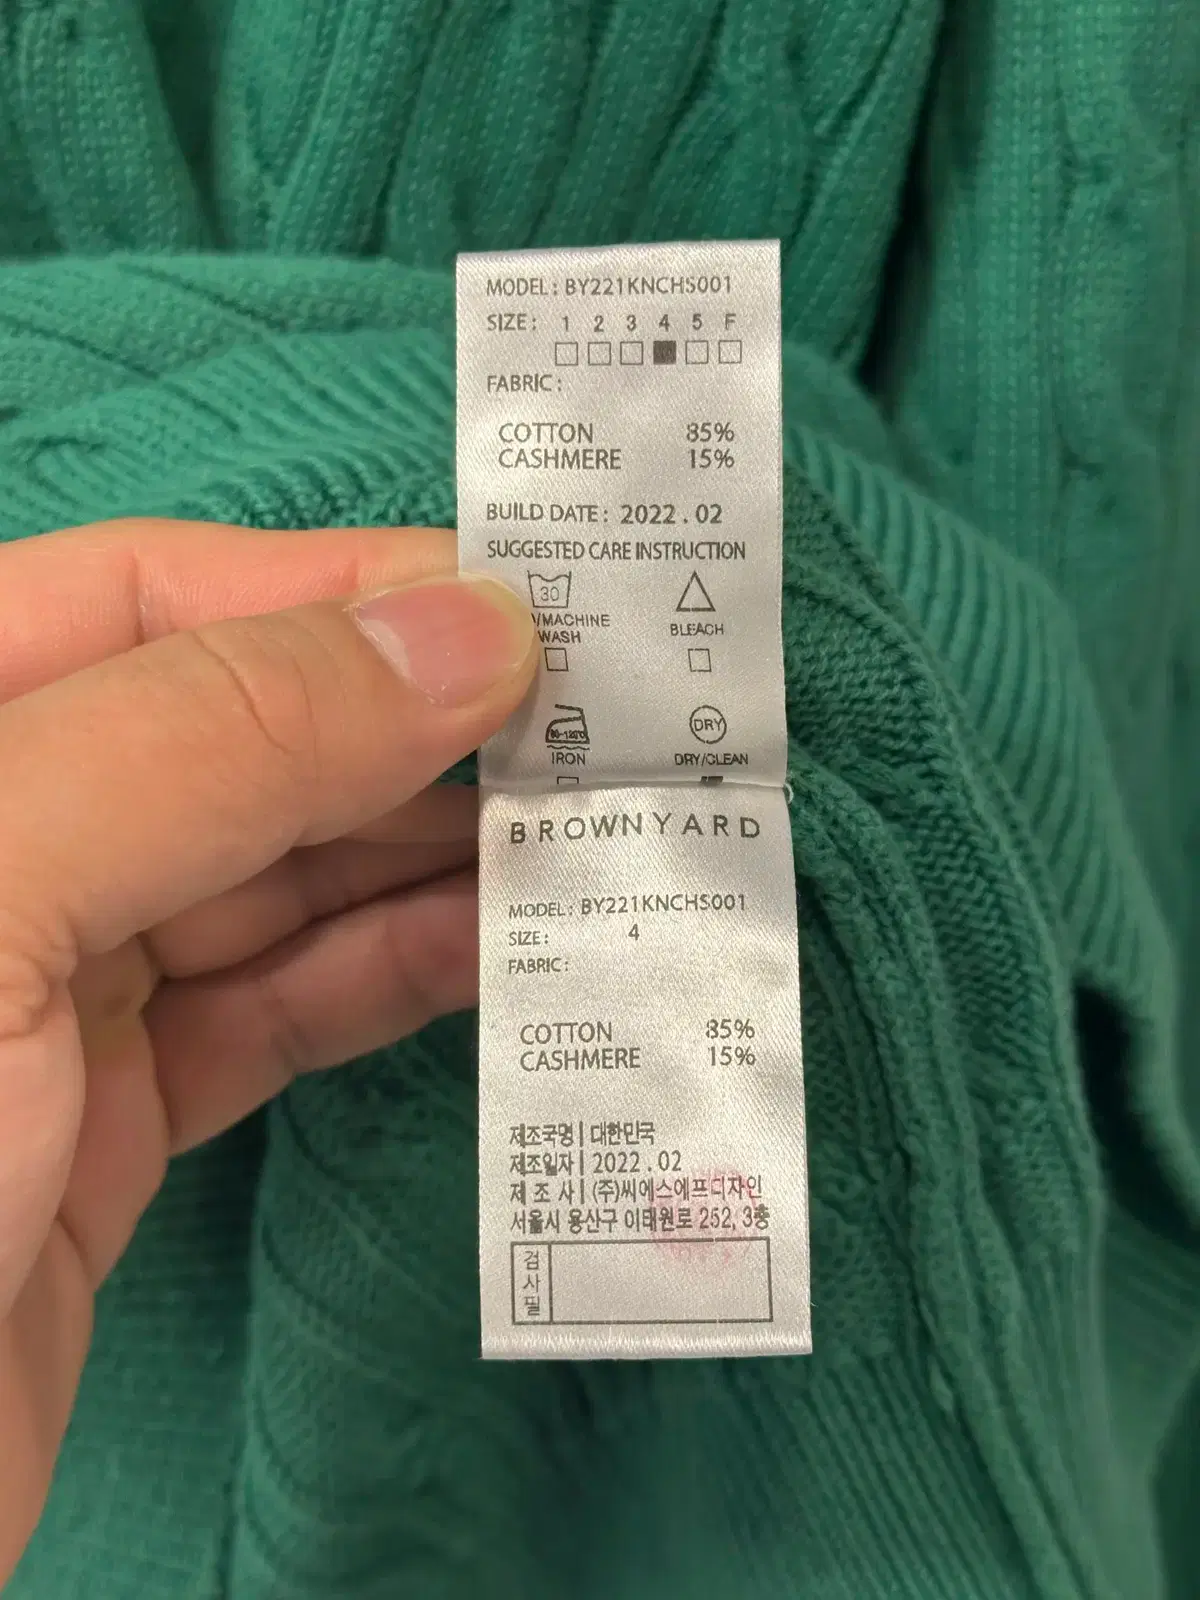 MODEL: BY221KNCHS001
SIZE: 1 2 3 4 5 F
FABRIC:
COTTON 85%
CASHMERE 15%
BUILD DATE: 2022.02
SUGGESTED CARE INSTRUCTION
30
/MACHINE
WASH
BLEACH
80-120℃
DRY
IRON
DRY/CLEAN
BROWNYARD
MODEL: BY221KNCHS001
SIZE: 4
FABRIC:
COTTON 85%
CASHMERE 15%
제조국명 | 대한민국
제조일자 | 2022.02
제 조 사 | (주)씨에스에프디자인
서울시 용산구 이태원로 252, 3층
검사필